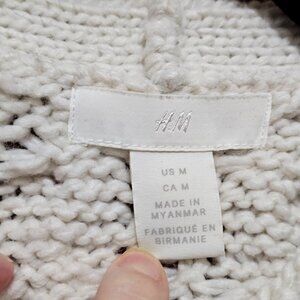 H&M
US M
CA M
MADE IN
MYANMAR
FABRIQUÉ EN
BIRMANIE